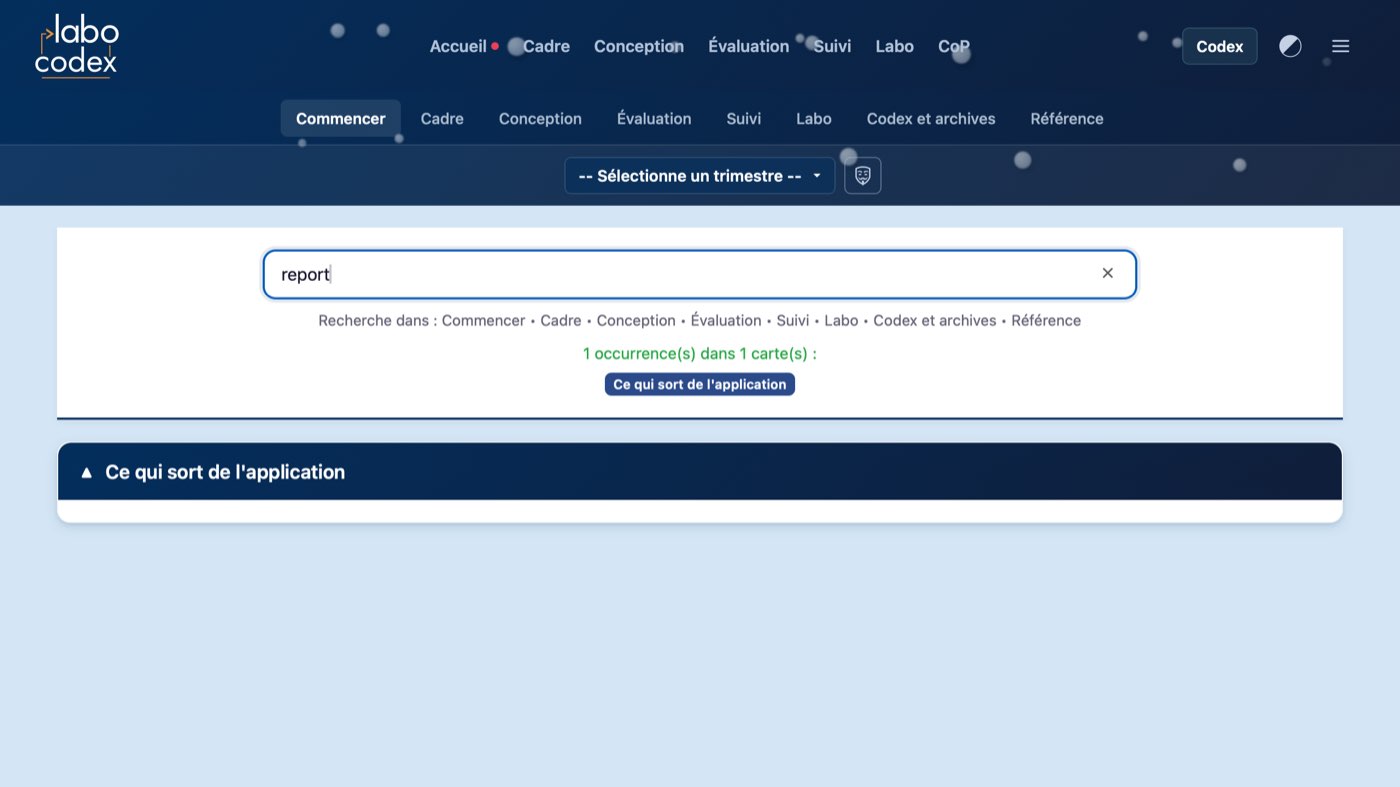 labo
codex
Accueil Cadre Conception Évaluation Suivi Labo CoP Codex
Commencer Cadre Conception Évaluation Suivi Labo Codex et archives Référence
-- Sélectionne un trimestre --
report
Recherche dans : Commencer • Cadre • Conception • Évaluation • Suivi • Labo • Codex et archives • Référence
1 occurrence(s) dans 1 carte(s) :
Ce qui sort de l'application
▲ Ce qui sort de l'application